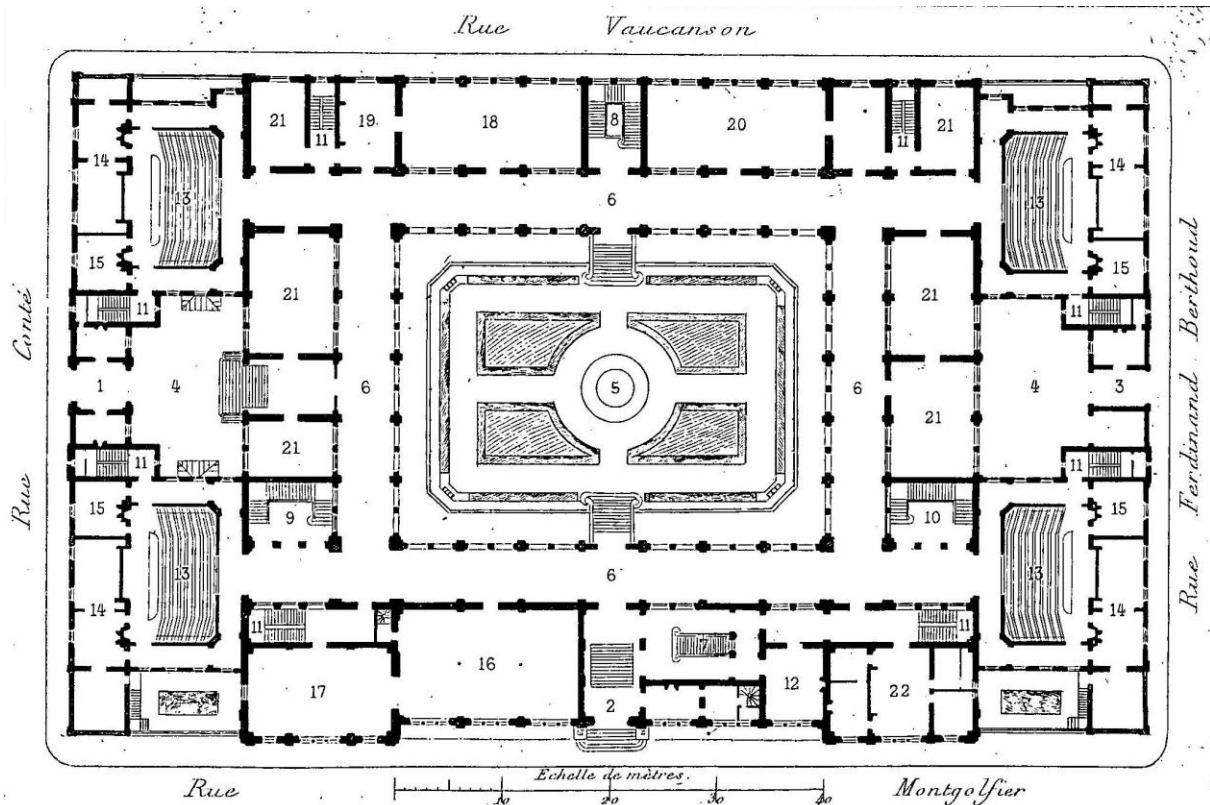 Rue Vaucanson
21 11 19 18 8 20 11 21
14 13 6 13 14
15 21 21 15
11 11
Rue Conté
1 4 6 5 6 4 3
Rue Ferdinand Berthoud
21 21
11 11
15 9 10 15
13 6 13
14 11 7 11 14
17 16 2 12 22
Rue Echelle de mètres. Montgolfier
10 20 30 40